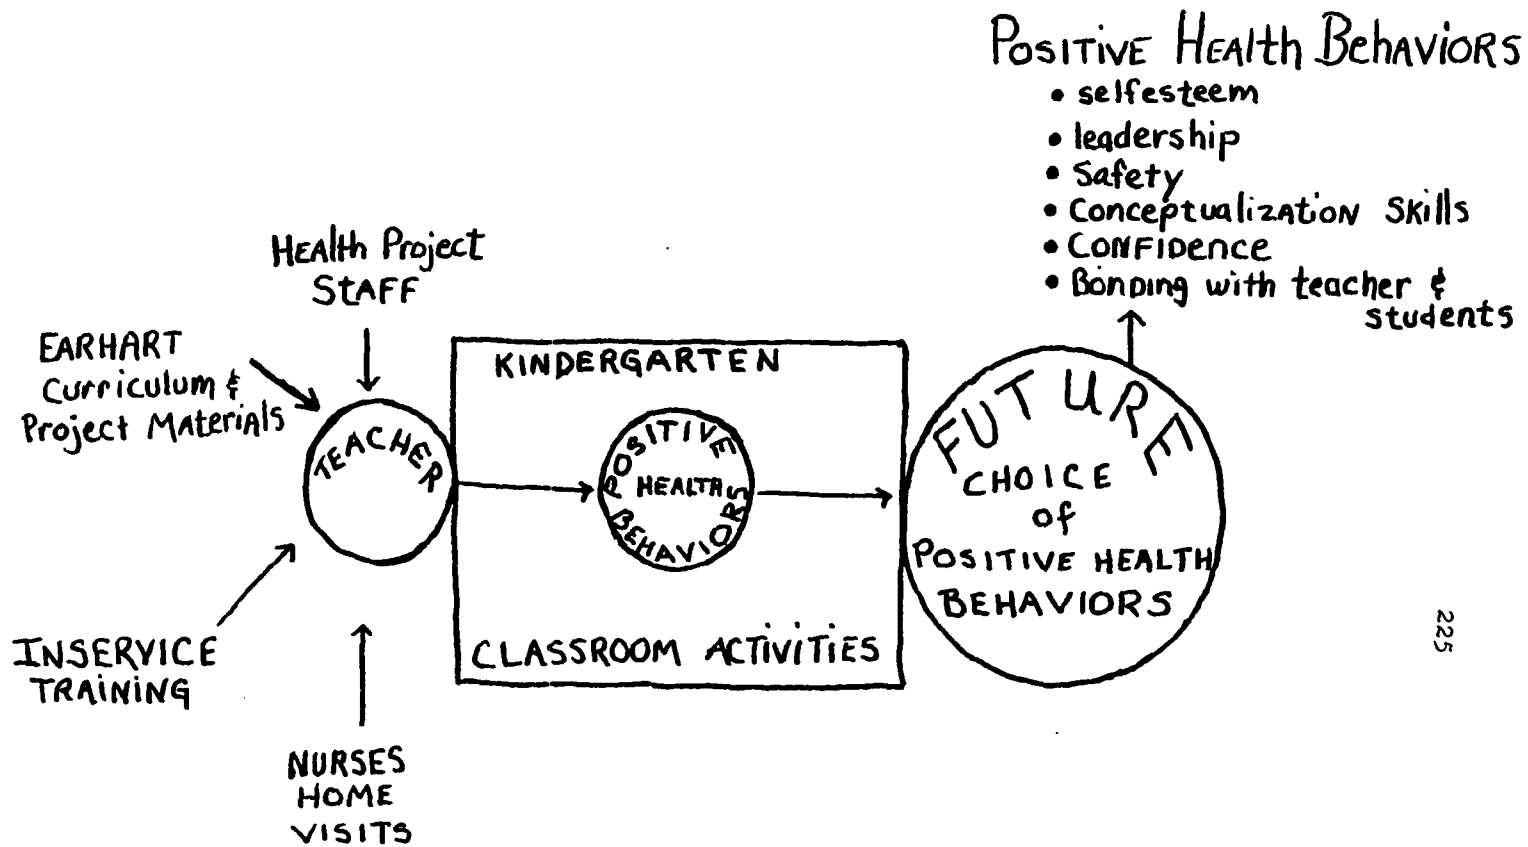 Positive Health Behaviors
• selfesteem
• leadership
• Safety
• Conceptualization Skills
• Confidence
• Bonding with teacher &
students
Health Project
Staff
EARHART
Curriculum &
Project Materials
TEACHER
INSERVICE
TRAINING
NURSES
HOME
VISITS
KINDERGARTEN
POSITIVE
HEALTH
BEHAVIORS
CLASSROOM ACTIVITIES
FUTURE
CHOICE
of
POSITIVE HEALTH
BEHAVIORS
225